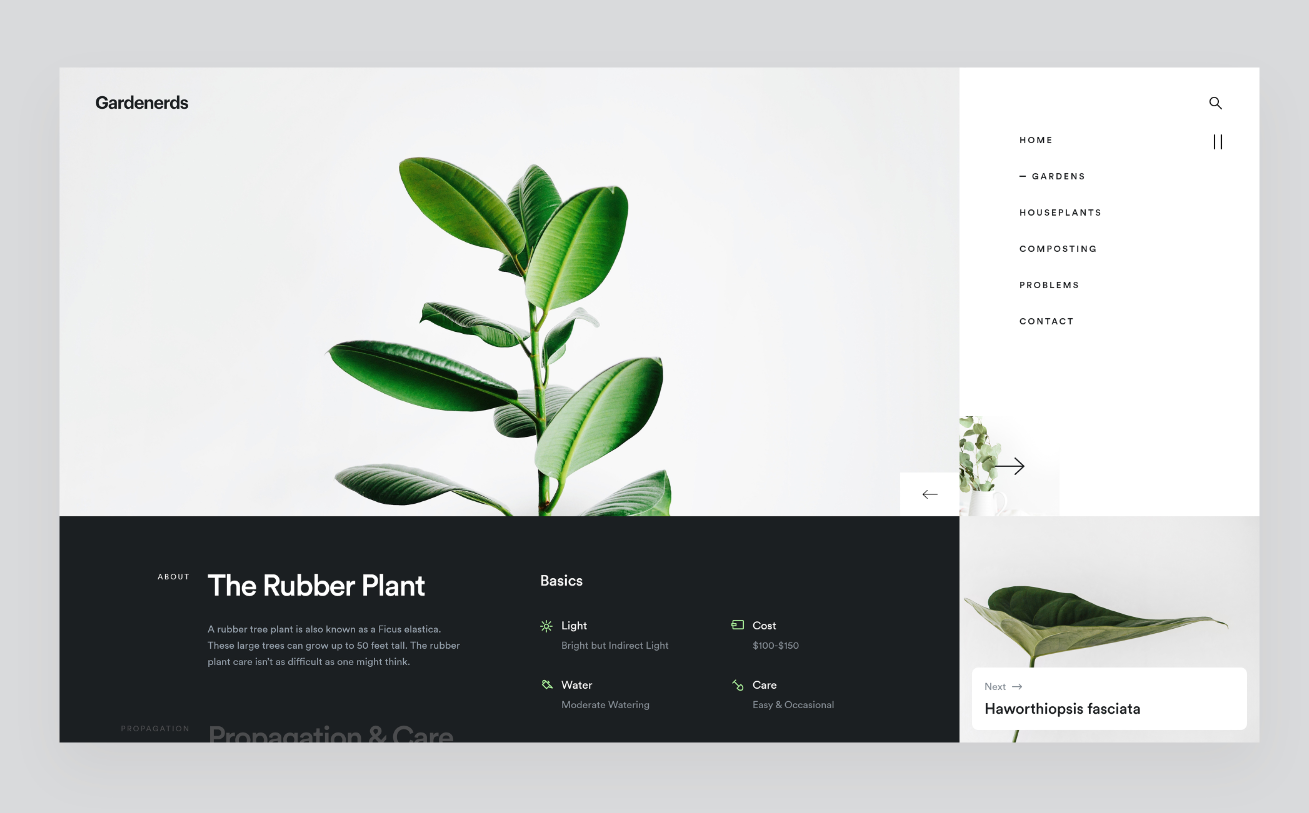 Gardenerds
HOME
– GARDENS
HOUSEPLANTS
COMPOSTING
PROBLEMS
CONTACT
ABOUT
The Rubber Plant
A rubber tree plant is also known as a Ficus elastica.
These large trees can grow up to 50 feet tall. The rubber
plant care isn't as difficult as one might think.
Basics
Light
Bright but Indirect Light
Cost
$100-$150
Water
Moderate Watering
Care
Easy & Occasional
PROPAGATION
Propagation & Care
Next →
Haworthiopsis fasciata